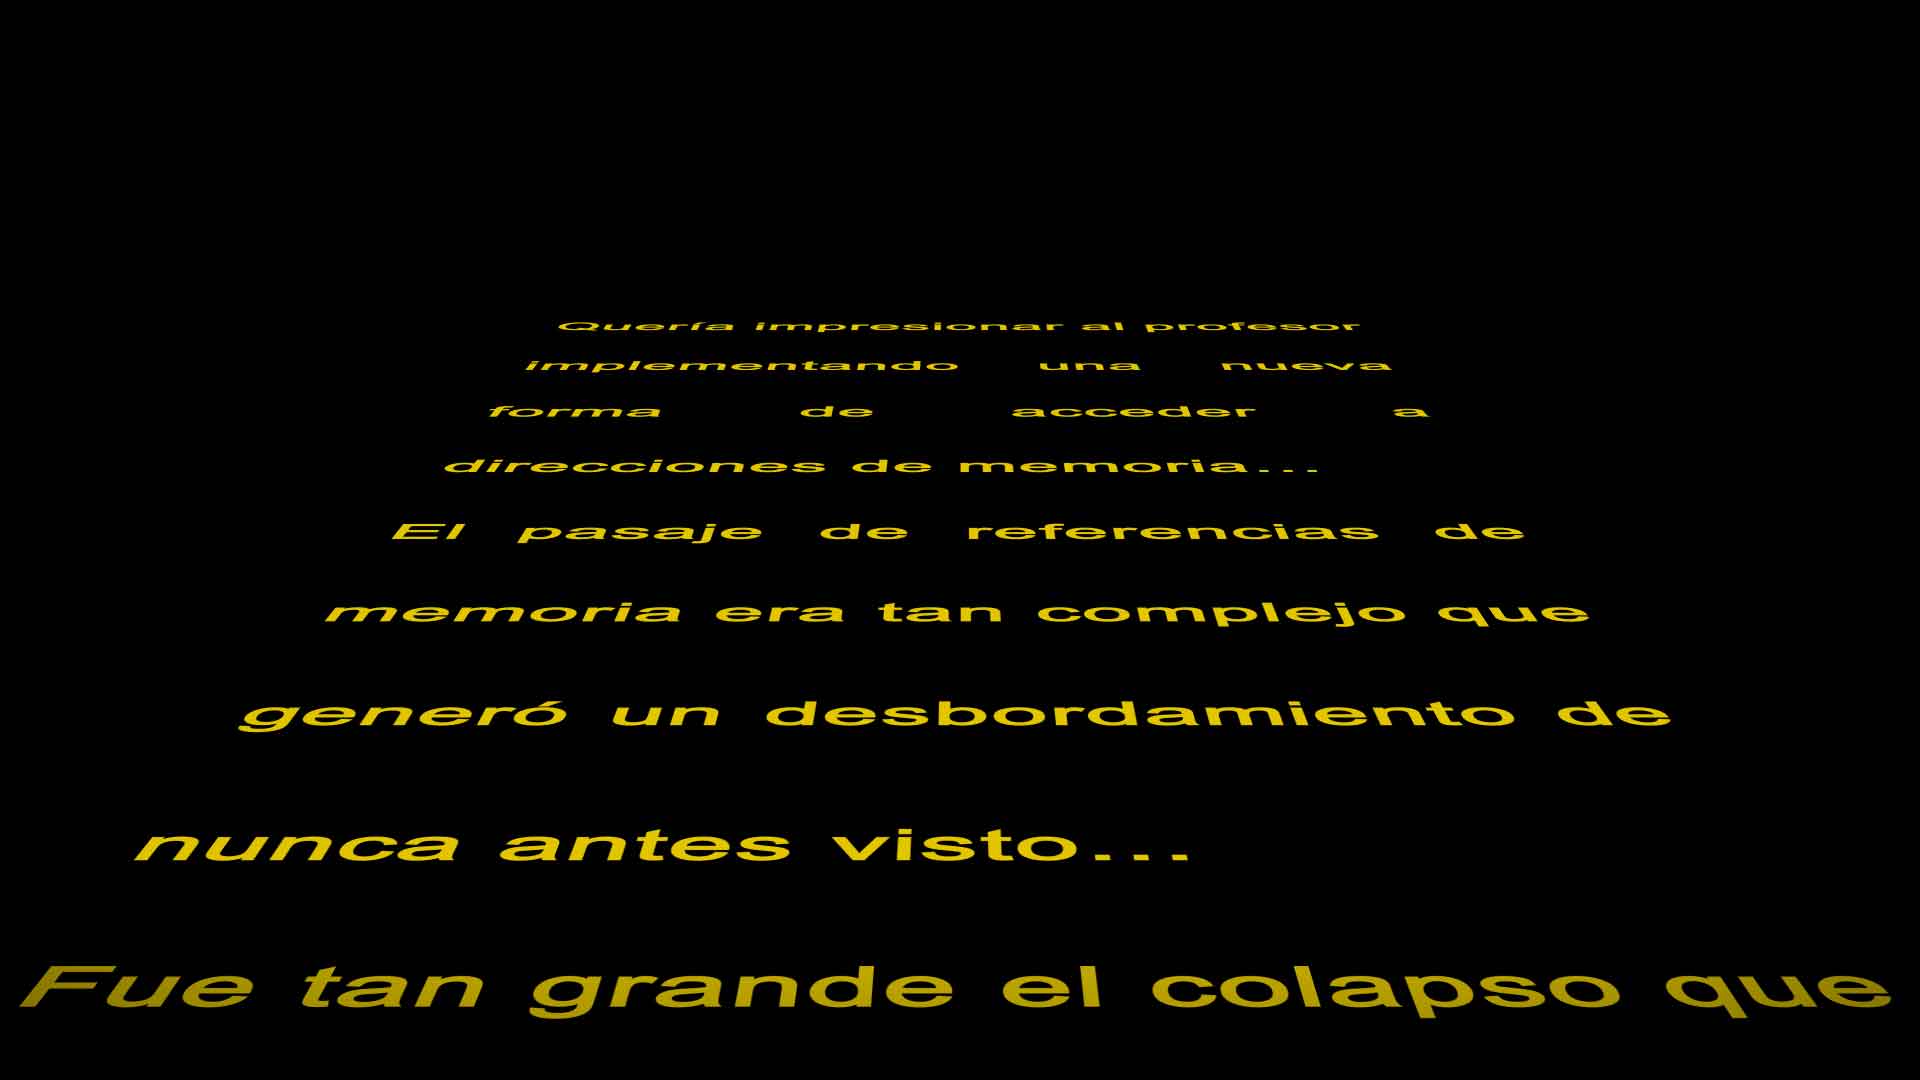 Quería impresionar al profesor
implementando una nueva
forma de acceder a
direcciones de memoria...
El pasaje de referencias de
memoria era tan complejo que
generó un desbordamiento de
nunca antes visto...
Fue tan grande el colapso que